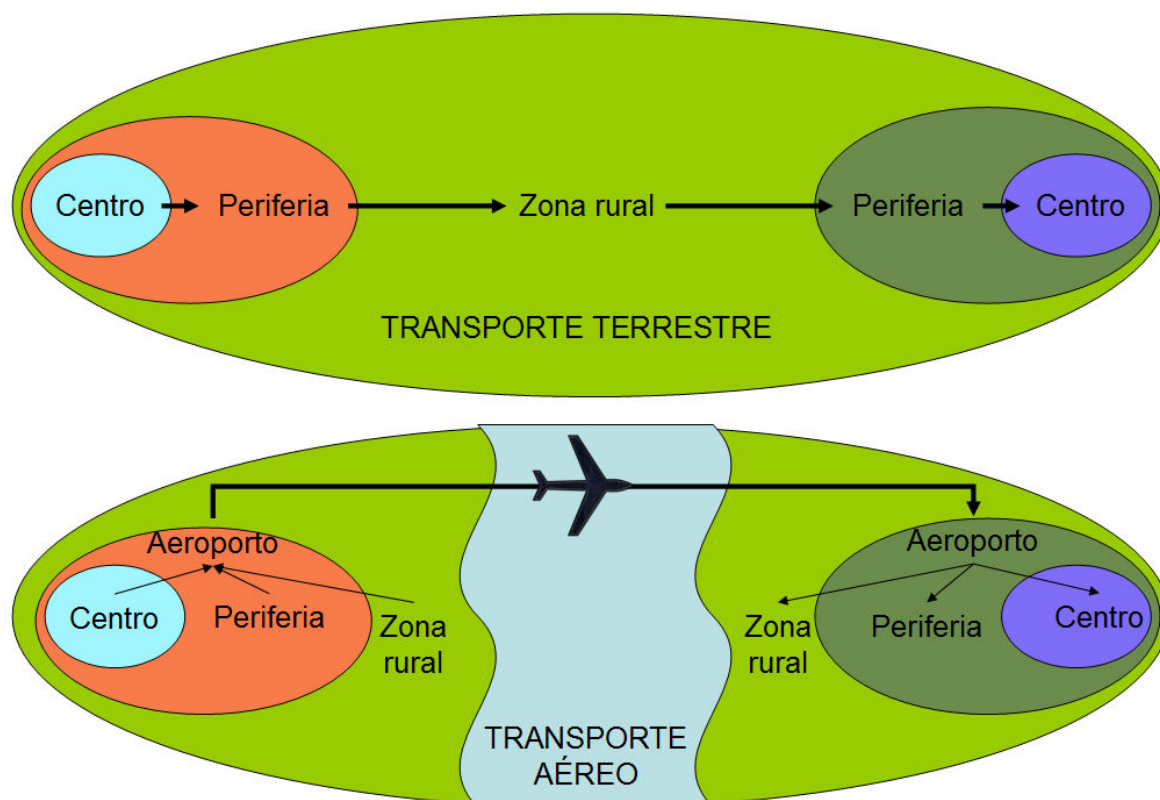 Centro
Periferia
Zona rural
Periferia
Centro
TRANSPORTE TERRESTRE
Aeroporto
Centro
Periferia
Zona
rural
Aeroporto
Zona
rural
Periferia
Centro
TRANSPORTE
AÉREO